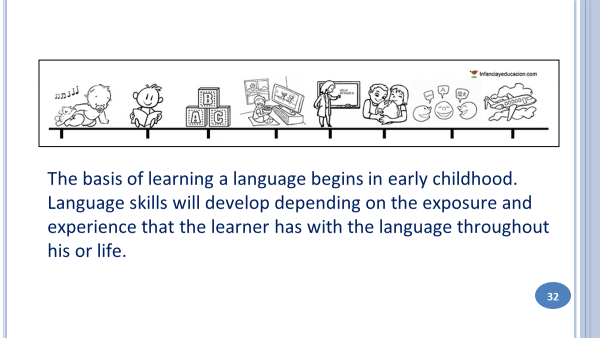 Infanciayeducacion.com
B
A C
The basis of learning a language begins in early childhood.
Language skills will develop depending on the exposure and
experience that the learner has with the language throughout
his or life.
32